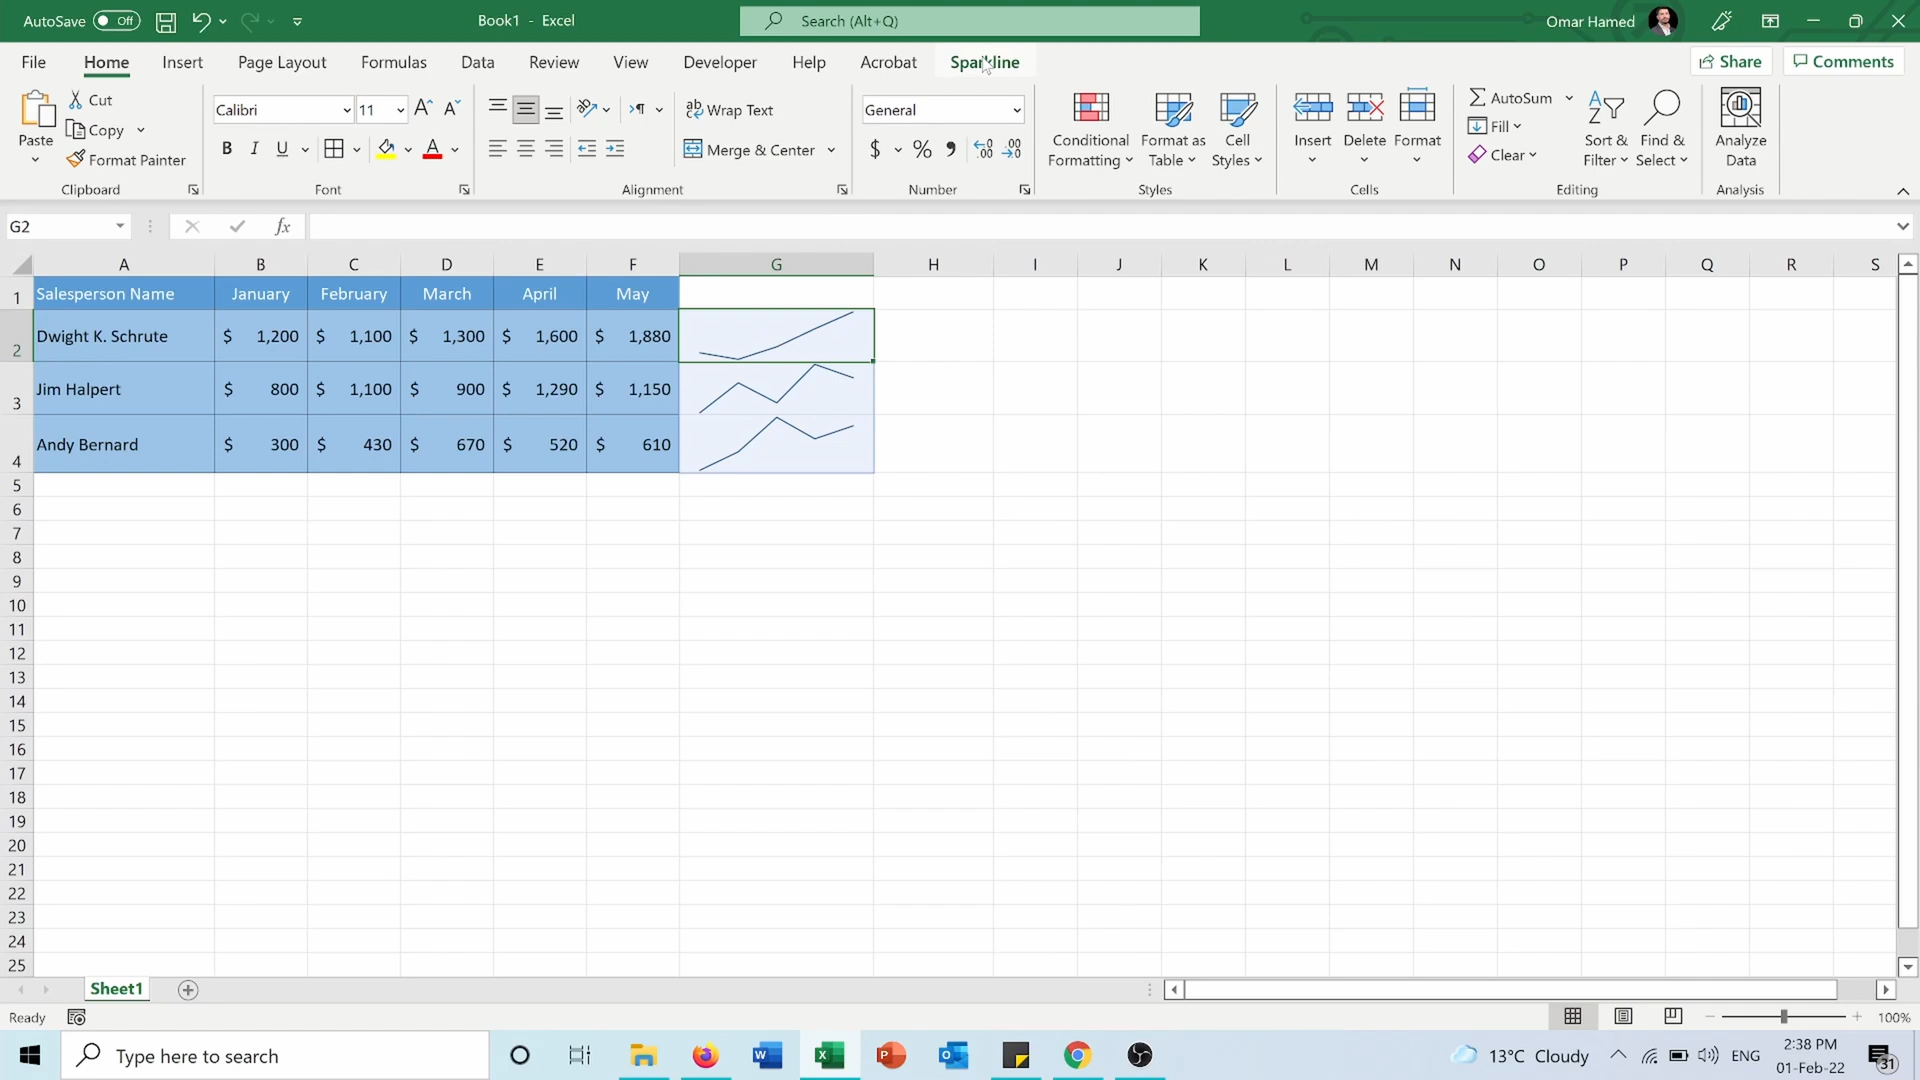 AutoSave Off Book1 - Excel Search (Alt+Q) Omar Hamed
File Home Insert Page Layout Formulas Data Review View Developer Help Acrobat Sparkline Share Comments
Paste Cut Copy Format Painter
Clipboard
Calibri 11
B I U A
Font
Wrap Text
Merge & Center
Alignment
General
$ % , .00 .00
Number
Conditional Formatting
Format as Table
Cell Styles
Styles
Insert Delete Format
Cells
AutoSum
Fill
Clear
Sort & Filter
Find & Select
Editing
Analyze Data
Analysis
G2 fx
A B C D E F G H I J K L M N O P Q R S
1 Salesperson Name January February March April May
2 Dwight K. Schrute $ 1,200 $ 1,100 $ 1,300 $ 1,600 $ 1,880
3 Jim Halpert $ 800 $ 1,100 $ 900 $ 1,290 $ 1,150
4 Andy Bernard $ 300 $ 430 $ 670 $ 520 $ 610
5
6
7
8
9
10
11
12
13
14
15
16
17
18
19
20
21
22
23
24
25
Sheet1
Ready 100%
Type here to search 13°C Cloudy ENG 2:38 PM
01-Feb-22 31